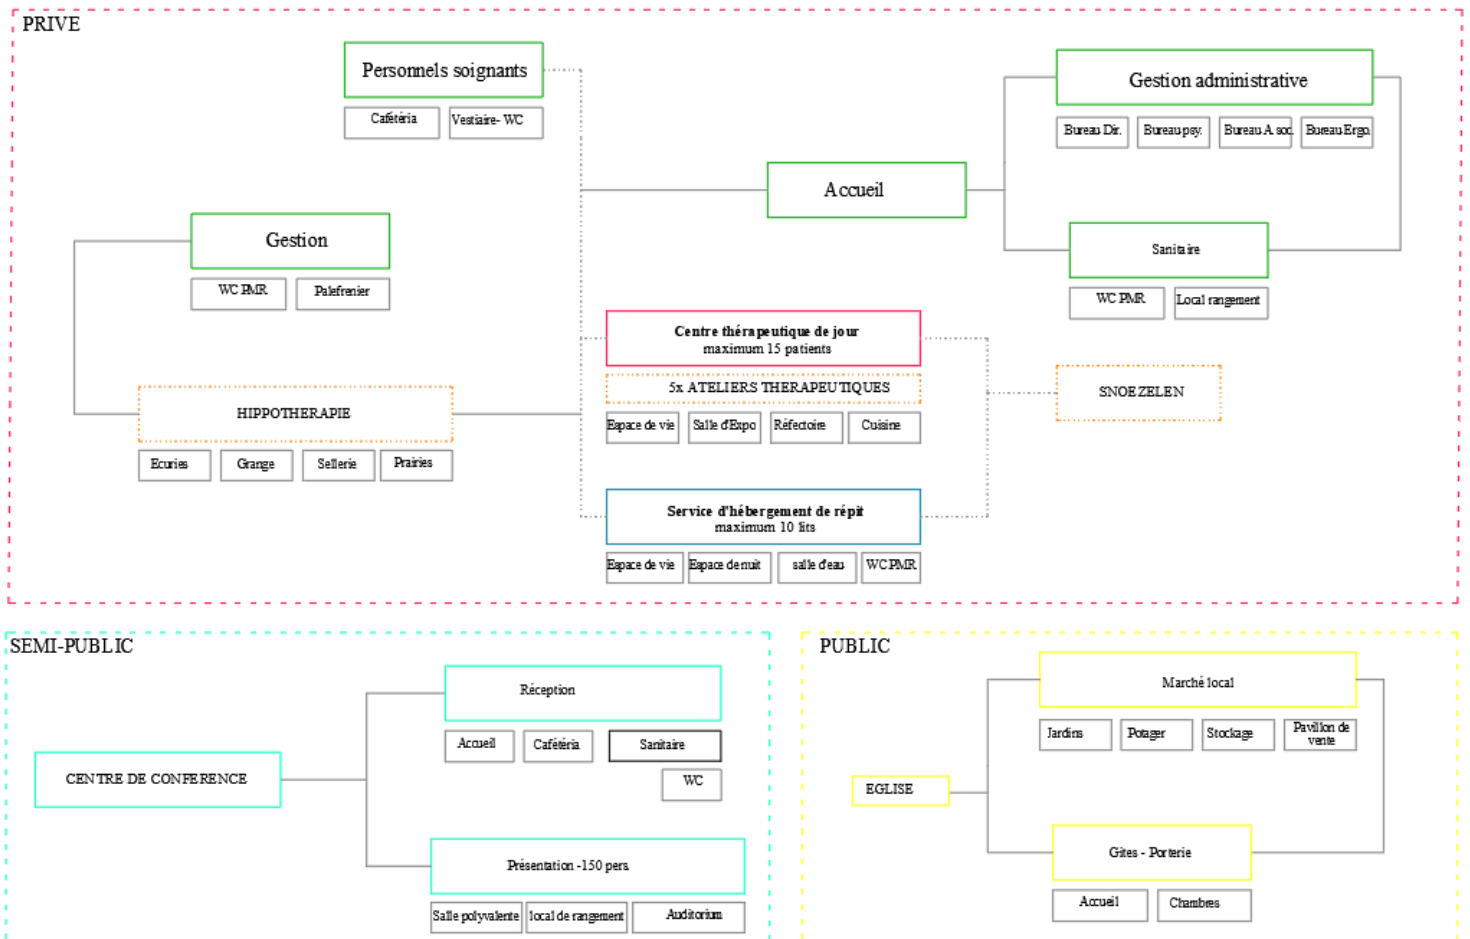 PRIVE
Personnels soignants
Cafétéria
Vestiaire- WC
Gestion administrative
Bureau Dir.
Bureau psy.
Bureau A soc.
Bureau Ergo.
Accueil
Gestion
WC PMR
Palefrenier
Sanitaire
WC PMR
Local rangement
Centre thérapeutique de jour
maximum 15 patients
5x ATELIERS THERAPEUTIQUES
Espace de vie
Salle d'Expo
Réfectoire
Cuisine
SNOEZELEN
HIPPOTHERAPIE
Ecuries
Grange
Sellerie
Prairies
Service d'hébergement de répit
maximum 10 lits
Espace de vie
Espace de nuit
salle d'eau
WC PMR
SEMI-PUBLIC
Réception
Accueil
Cafétéria
Sanitaire
WC
CENTRE DE CONFERENCE
Présentation -150 pers.
Salle polyvalente
local de rangement
Auditorium
PUBLIC
Marché local
Jardins
Potager
Stockage
Pavillon de
vente
EGLISE
Gites - Porterie
Accueil
Chambres